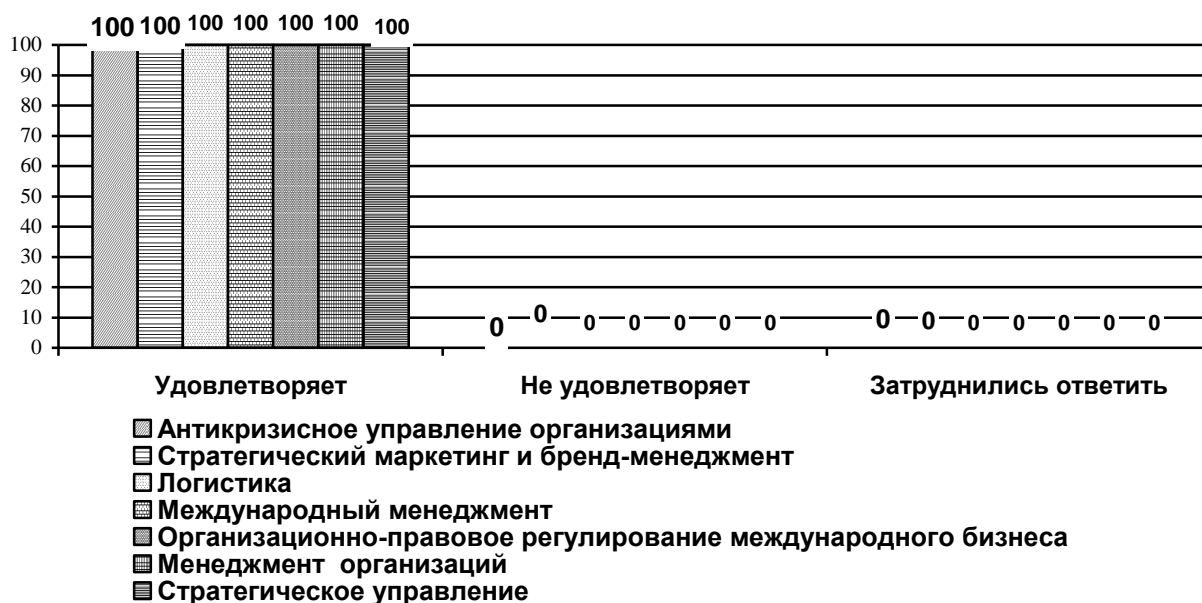 100 100 100 100 100 100 100
100
90
80
70
60
50
40
30
20
10
0
0 0 0 0 0 0 0 0 0 0 0 0 0 0
Удовлетворяет Не удовлетворяет Затруднились ответить
Антикризисное управление организациями
Стратегический маркетинг и бренд-менеджмент
Логистика
Международный менеджмент
Организационно-правовое регулирование международного бизнеса
Менеджмент организаций
Стратегическое управление